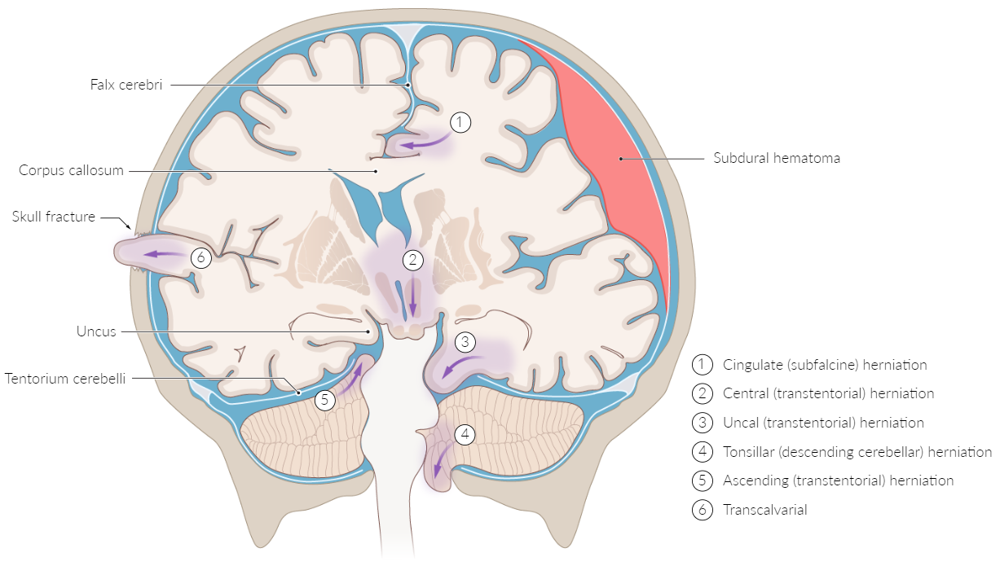 Falx cerebri
1
Corpus callosum
Subdural hematoma
Skull fracture
6
2
Uncus
3
Tentorium cerebelli
5
4
1 Cingulate (subfalcine) herniation
2 Central (transtentorial) herniation
3 Uncal (transtentorial) herniation
4 Tonsillar (descending cerebellar) herniation
5 Ascending (transtentorial) herniation
6 Transcalvarial